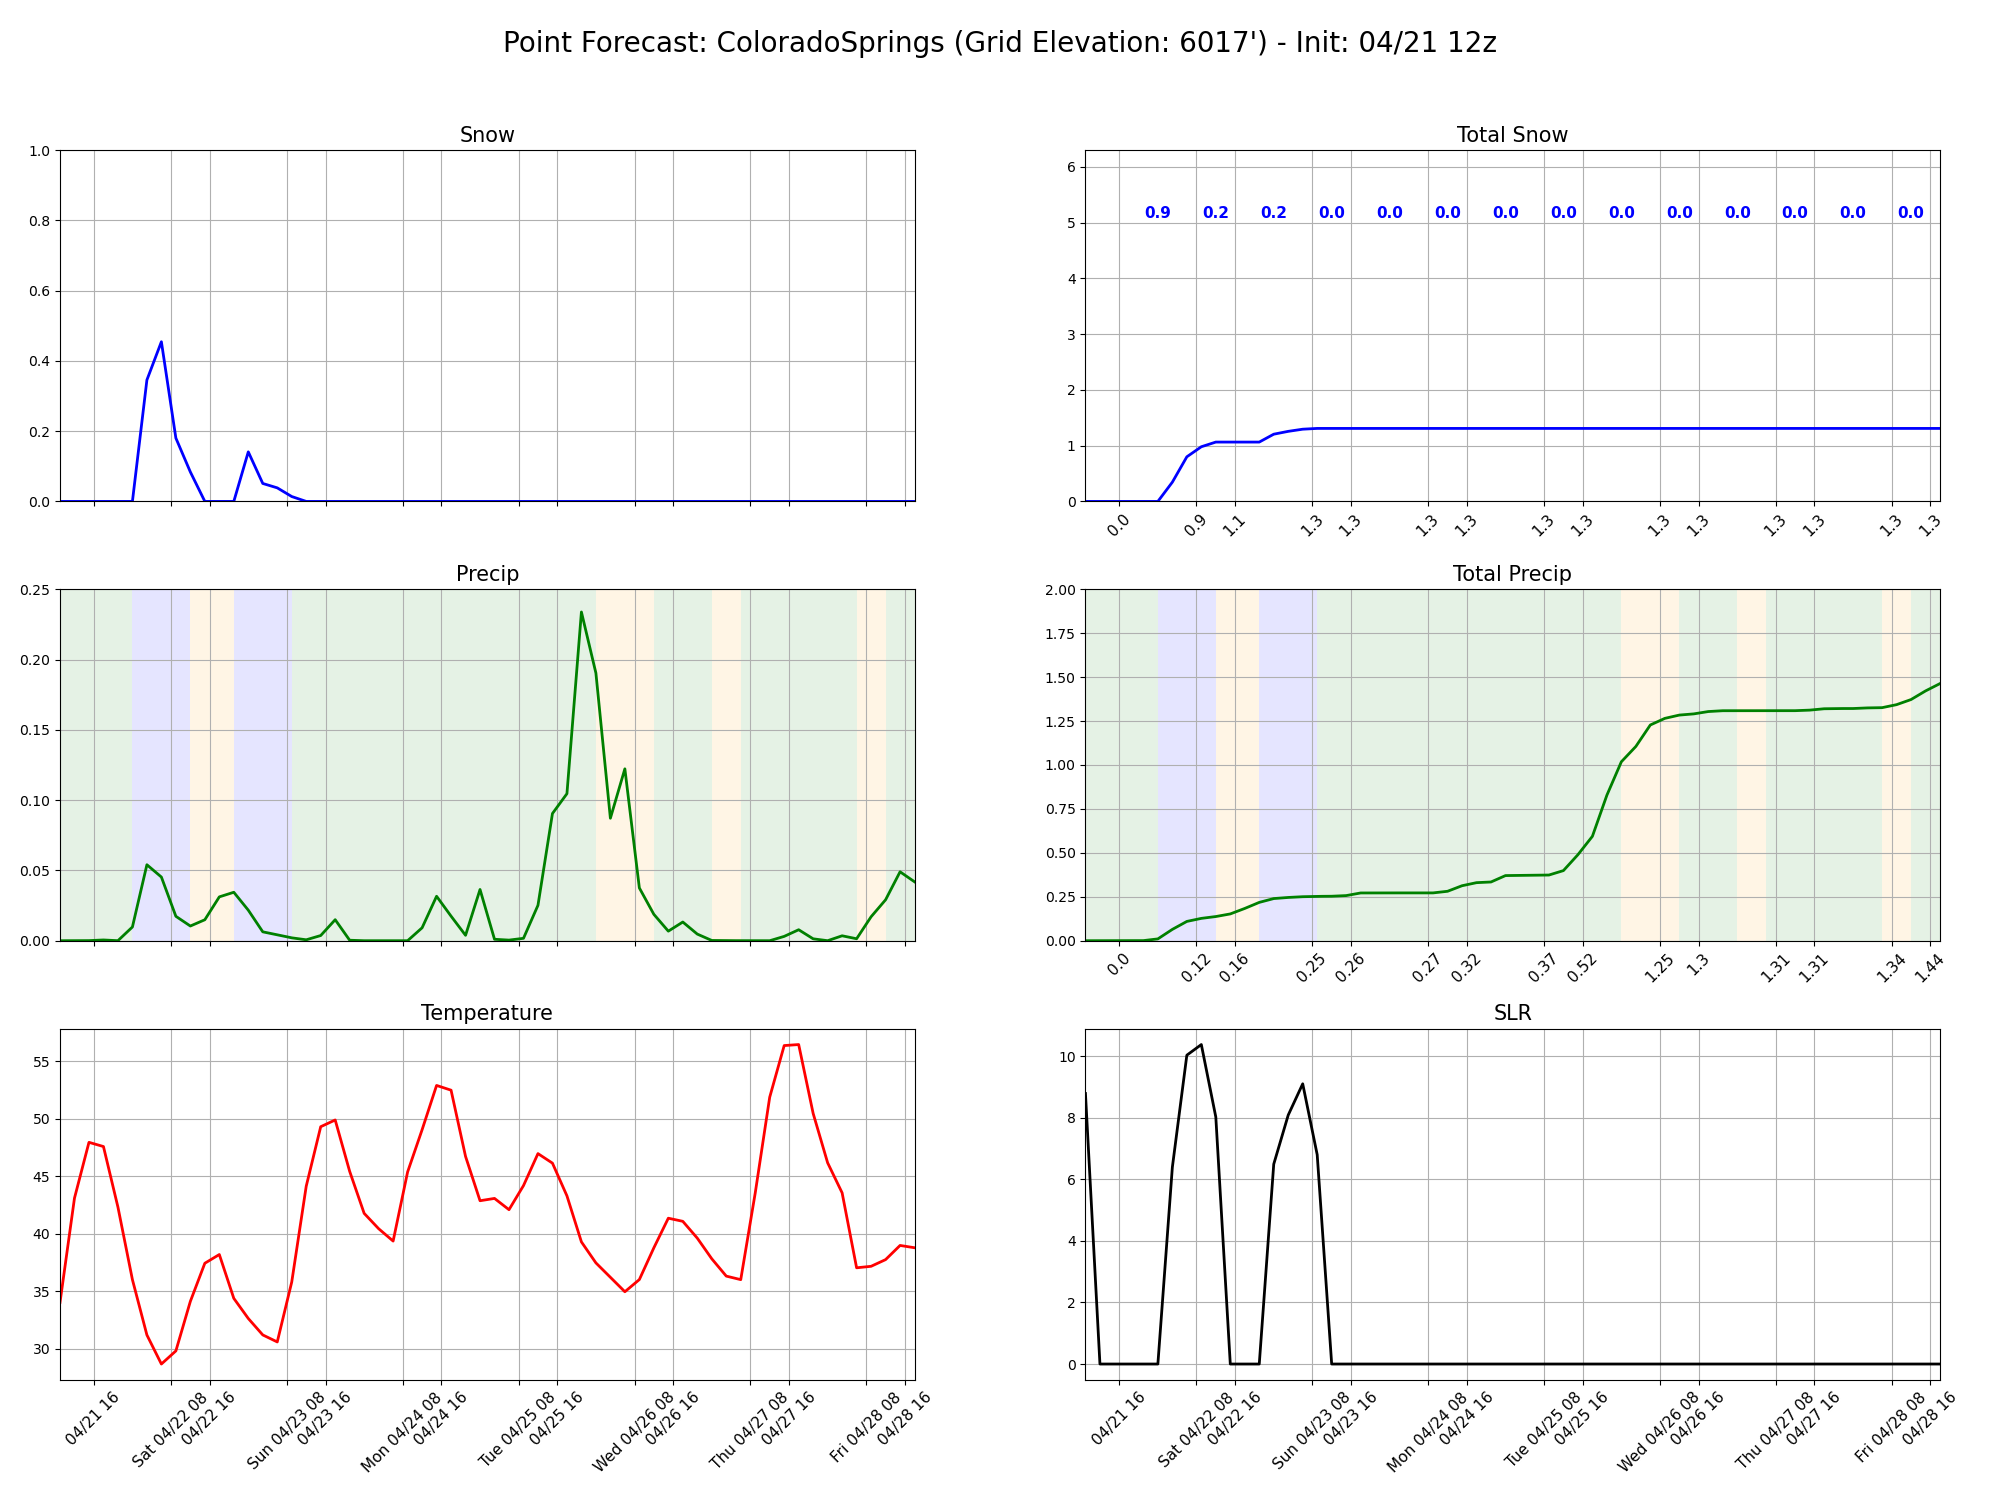 Point Forecast: ColoradoSprings (Grid Elevation: 6017') - Init: 04/21 12z
Snow
1.0
0.8
0.6
0.4
0.2
0.0
Total Snow
6
5
4
3
2
1
0
0.9 0.2 0.2 0.0 0.0 0.0 0.0 0.0 0.0 0.0 0.0 0.0 0.0 0.0
0.0 0.9 1.1 1.3 1.3 1.3 1.3 1.3 1.3 1.3 1.3 1.3 1.3 1.3 1.3
Precip
0.25
0.20
0.15
0.10
0.05
0.00
Total Precip
2.00
1.75
1.50
1.25
1.00
0.75
0.50
0.25
0.00
0.0 0.12 0.16 0.25 0.26 0.27 0.32 0.37 0.52 1.25 1.3 1.31 1.31 1.34 1.44
Temperature
55
50
45
40
35
30
04/21 16
Sat 04/22 08
04/22 16
Sun 04/23 08
04/23 16
Mon 04/24 08
04/24 16
Tue 04/25 08
04/25 16
Wed 04/26 08
04/26 16
Thu 04/27 08
04/27 16
Fri 04/28 08
04/28 16
SLR
10
8
6
4
2
0
04/21 16
Sat 04/22 08
04/22 16
Sun 04/23 08
04/23 16
Mon 04/24 08
04/24 16
Tue 04/25 08
04/25 16
Wed 04/26 08
04/26 16
Thu 04/27 08
04/27 16
Fri 04/28 08
04/28 16